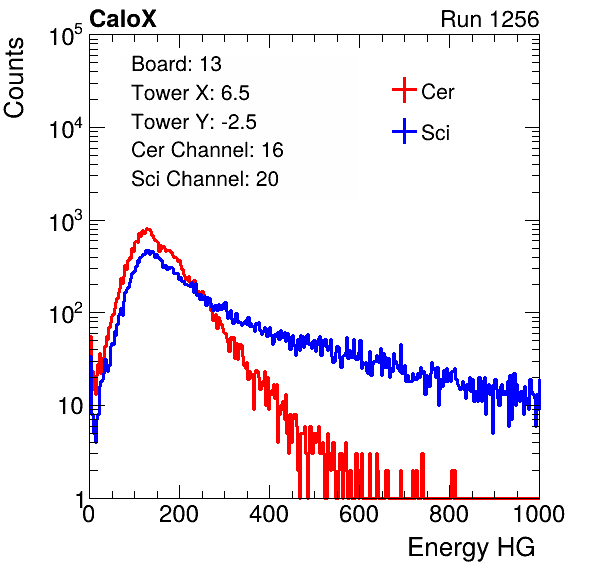 CaloX Run 1256
Counts
10^5
10^4
10^3
10^2
10
1
Board: 13
Tower X: 6.5
Tower Y: -2.5
Cer Channel: 16
Sci Channel: 20
Cer
Sci
0 200 400 600 800 1000
Energy HG